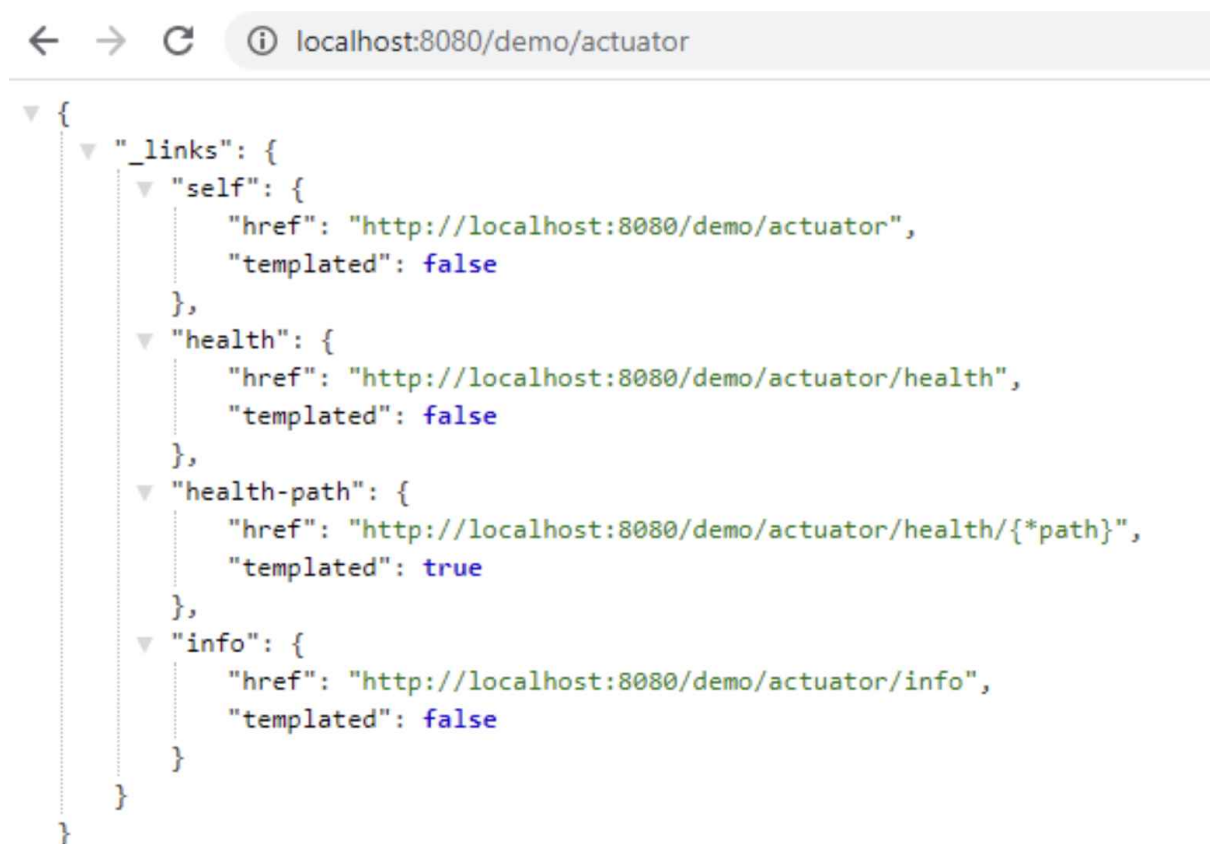 localhost:8080/demo/actuator
{
"_links": {
"self": {
"href": "http://localhost:8080/demo/actuator",
"templated": false
},
"health": {
"href": "http://localhost:8080/demo/actuator/health",
"templated": false
},
"health-path": {
"href": "http://localhost:8080/demo/actuator/health/{*path}",
"templated": true
},
"info": {
"href": "http://localhost:8080/demo/actuator/info",
"templated": false
}
}
}